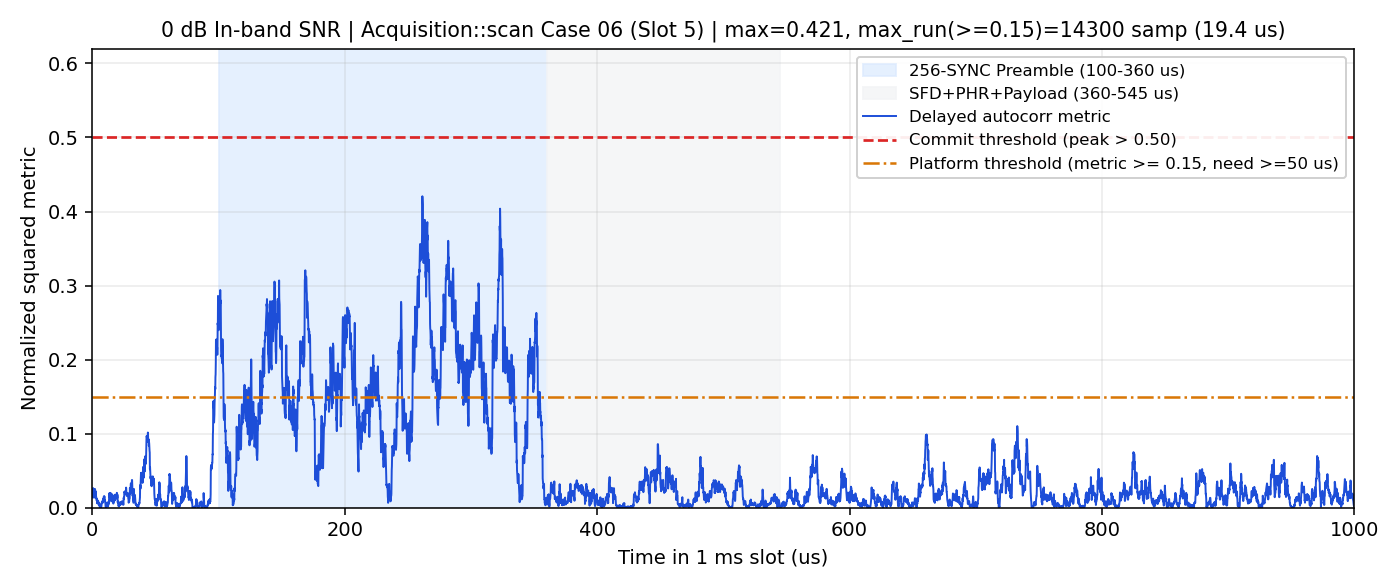 0 dB In-band SNR | Acquisition::scan Case 06 (Slot 5) | max=0.421, max_run(>=0.15)=14300 samp (19.4 us)
256-SYNC Preamble (100-360 us)
SFD+PHR+Payload (360-545 us)
Delayed autocorr metric
Commit threshold (peak > 0.50)
Platform threshold (metric >= 0.15, need >=50 us)
Normalized squared metric
0.6
0.5
0.4
0.3
0.2
0.1
0.0
0 200 400 600 800 1000
Time in 1 ms slot (us)